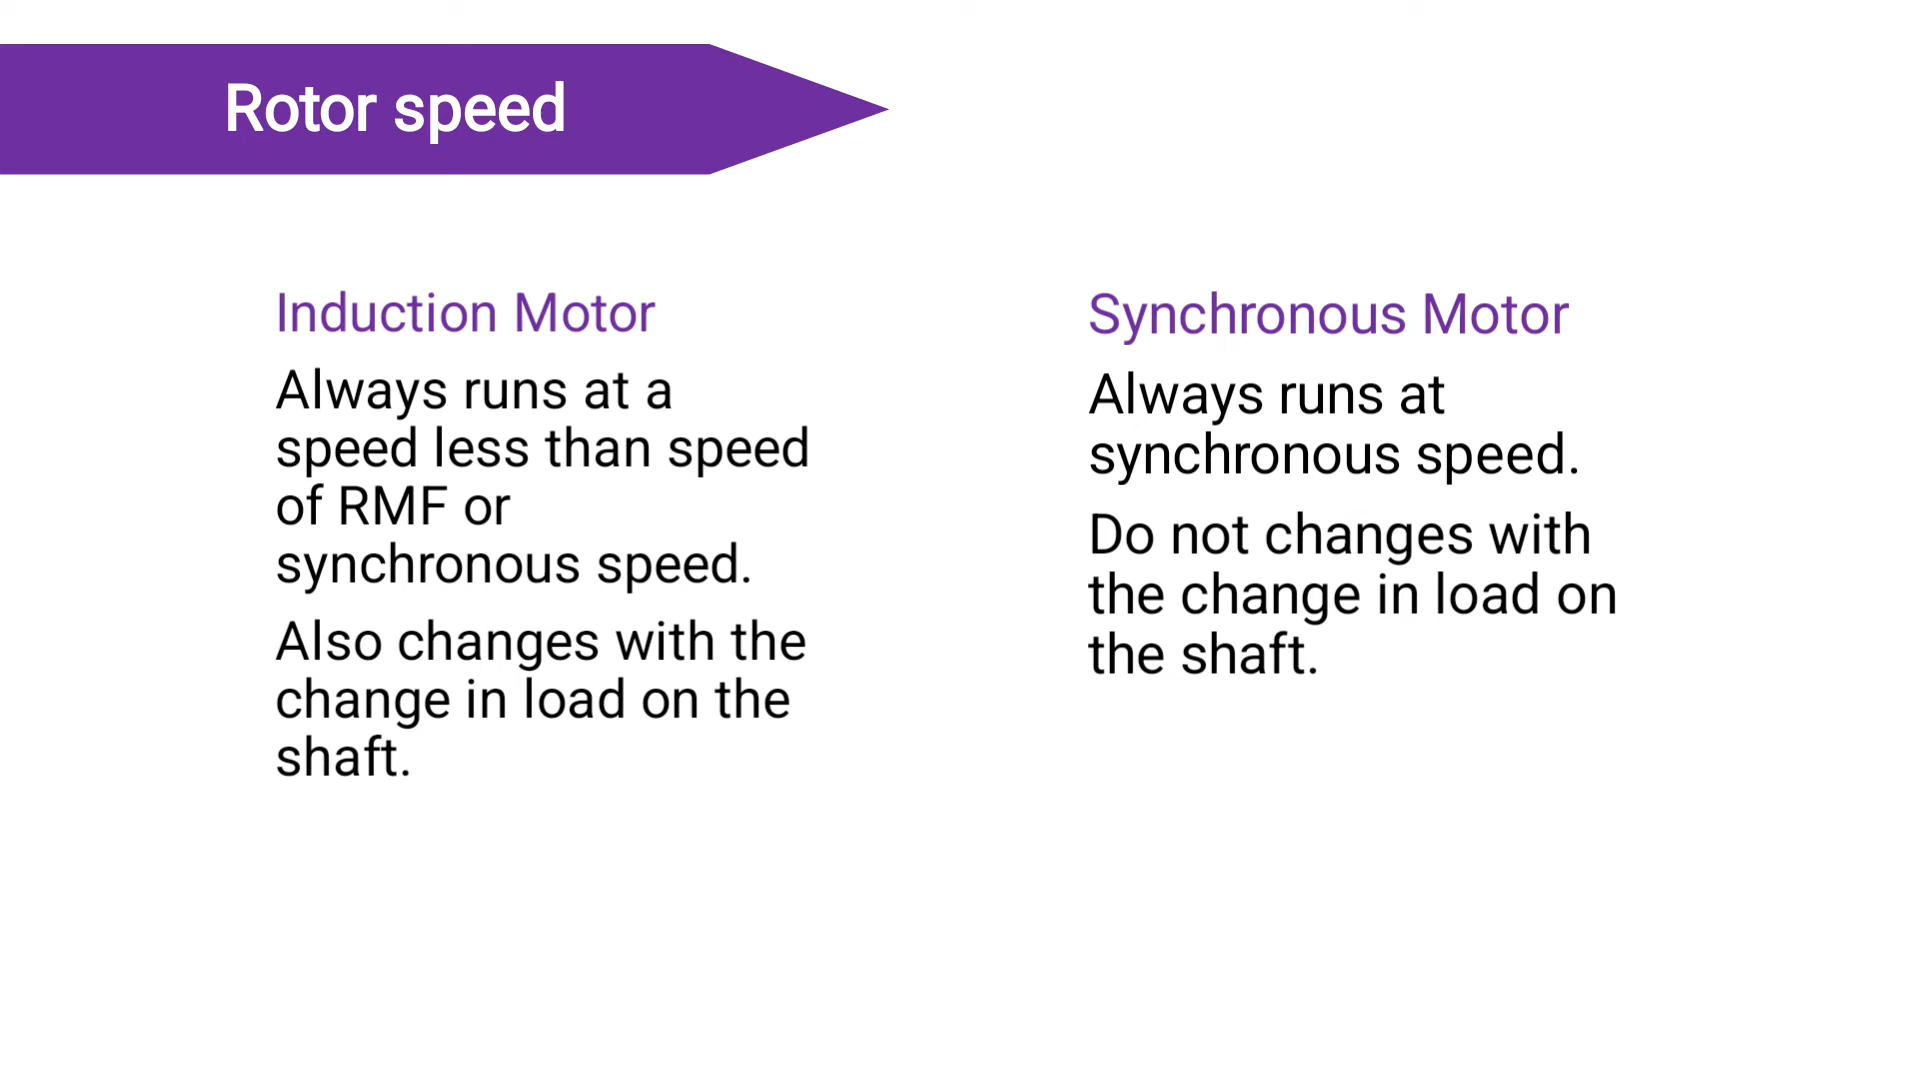 Rotor speed
Induction Motor
Always runs at a
speed less than speed
of RMF or
synchronous speed.
Also changes with the
change in load on the
shaft.
Synchronous Motor
Always runs at
synchronous speed.
Do not changes with
the change in load on
the shaft.